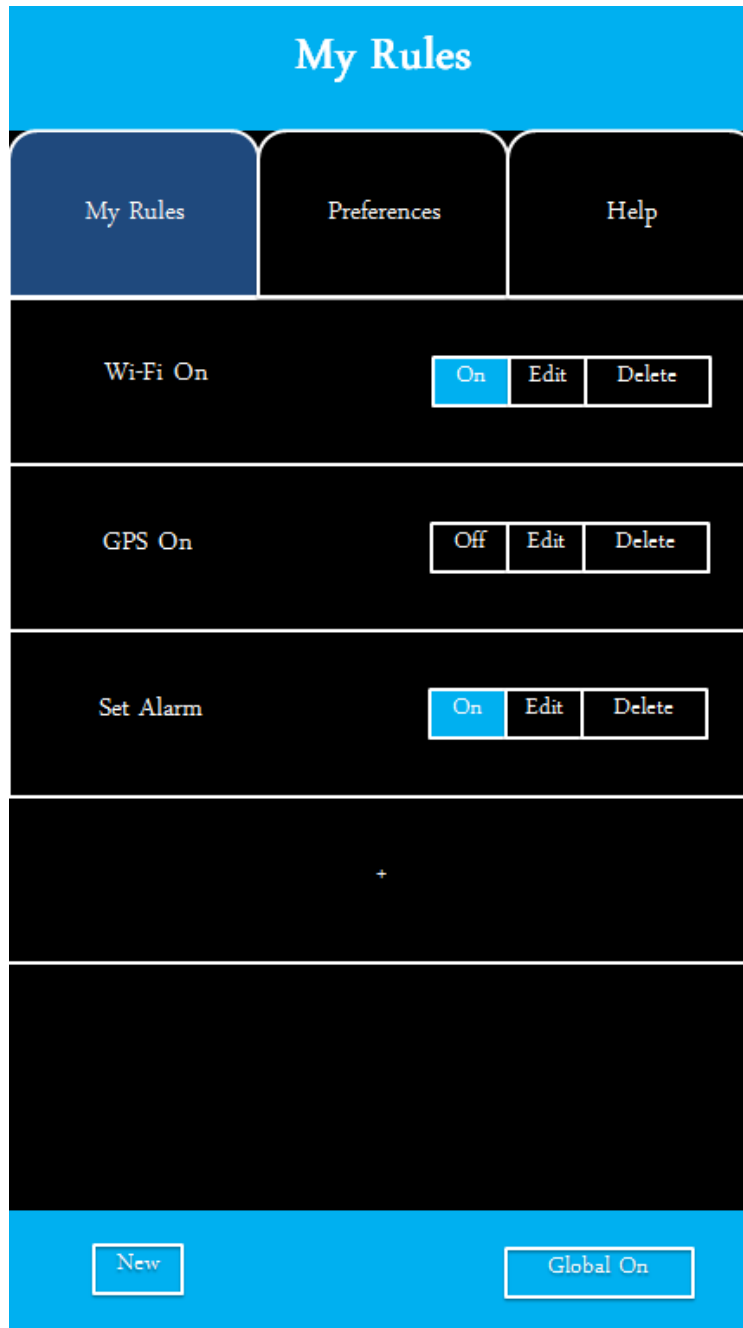 My Rules
My Rules Preferences Help
Wi-Fi On On Edit Delete
GPS On Off Edit Delete
Set Alarm On Edit Delete
+
New Global On